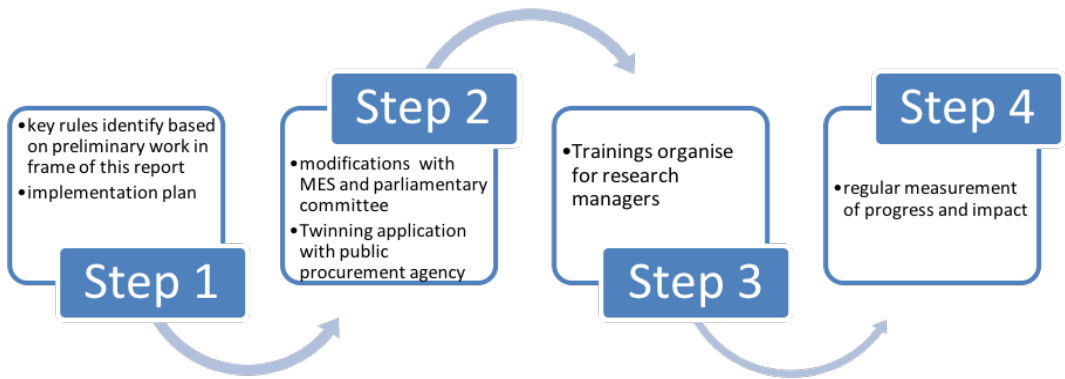 •key rules identify based
on preliminary work in
frame of this report
•implementation plan
Step 1
Step 2
•modifications with
MES and parliamentary
committee
•Twinning application
with public
procurement agency
•Trainings organise
for research
managers
Step 3
Step 4
•regular measurement
of progress and impact